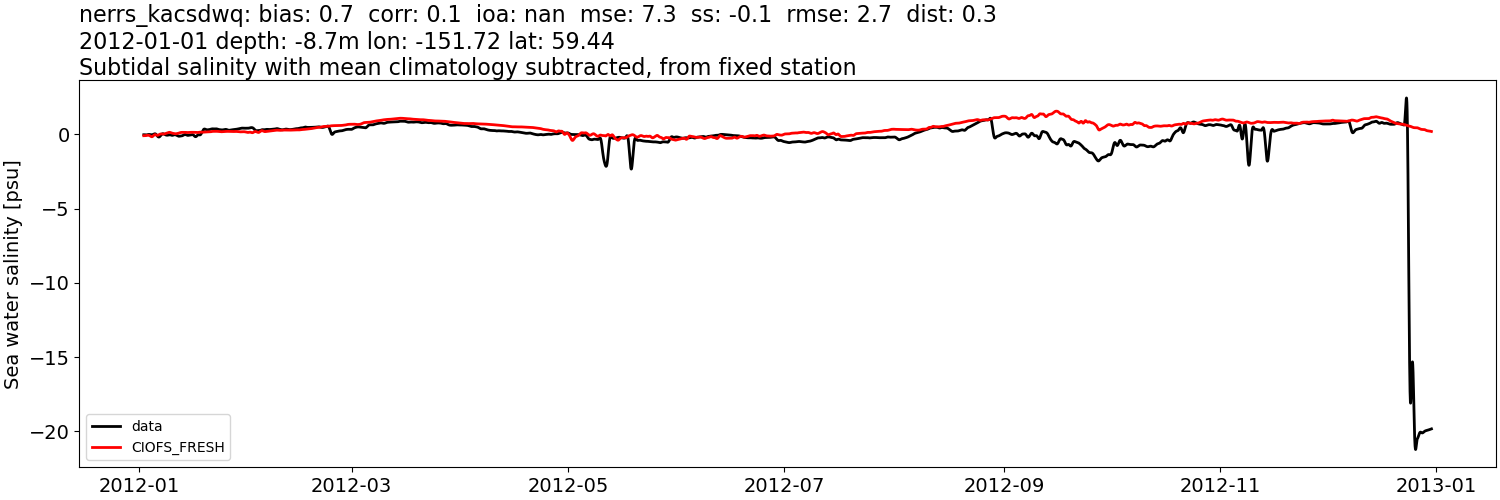 nerrs_kacsdwq: bias: 0.7  corr: 0.1  ioa: nan  mse: 7.3  ss: -0.1  rmse: 2.7  dist: 0.3
2012-01-01 depth: -8.7m lon: -151.72 lat: 59.44
Subtidal salinity with mean climatology subtracted, from fixed station
Sea water salinity [psu]
0
−5
−10
−15
−20
data
CIOFS_FRESH
2012-01
2012-03
2012-05
2012-07
2012-09
2012-11
2013-01